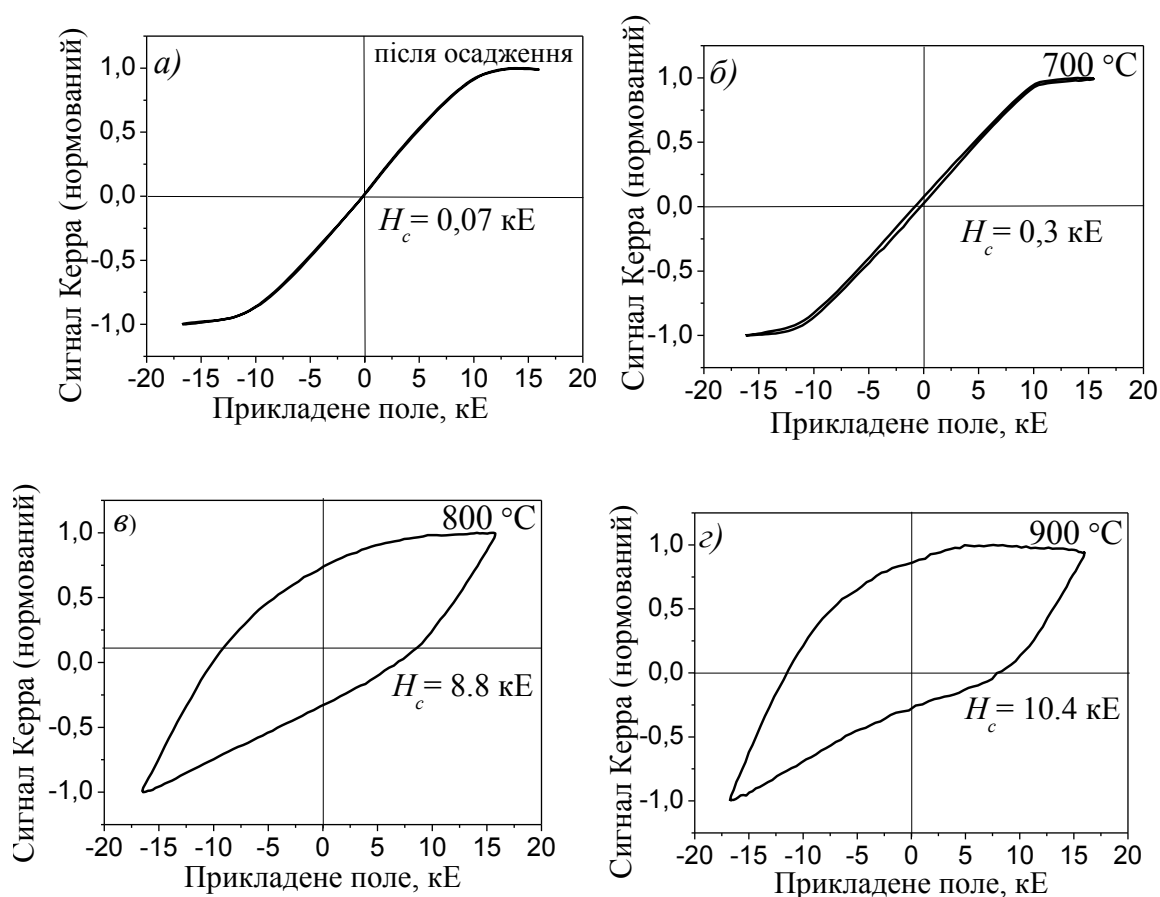 а)
після осадження
1,0
0,5
0,0
-0,5
-1,0
H_c= 0,07 кЕ
-20 -15 -10 -5 0 5 10 15 20
Прикладене поле, кЕ
Сигнал Керра (нормований)
б)
700 °C
1,0
0,5
0,0
-0,5
-1,0
H_c= 0,3 кЕ
-20 -15 -10 -5 0 5 10 15 20
Прикладене поле, кЕ
Сигнал Керра (нормований)
в)
800 °C
1,0
0,5
0,0
-0,5
-1,0
H_c= 8.8 кЕ
-20 -15 -10 -5 0 5 10 15 20
Прикладене поле, кЕ
Сигнал Керра (нормований)
г)
900 °C
1,0
0,5
0,0
-0,5
-1,0
H_c= 10.4 кЕ
-20 -15 -10 -5 0 5 10 15 20
Прикладене поле, кЕ
Сигнал Керра (нормований)